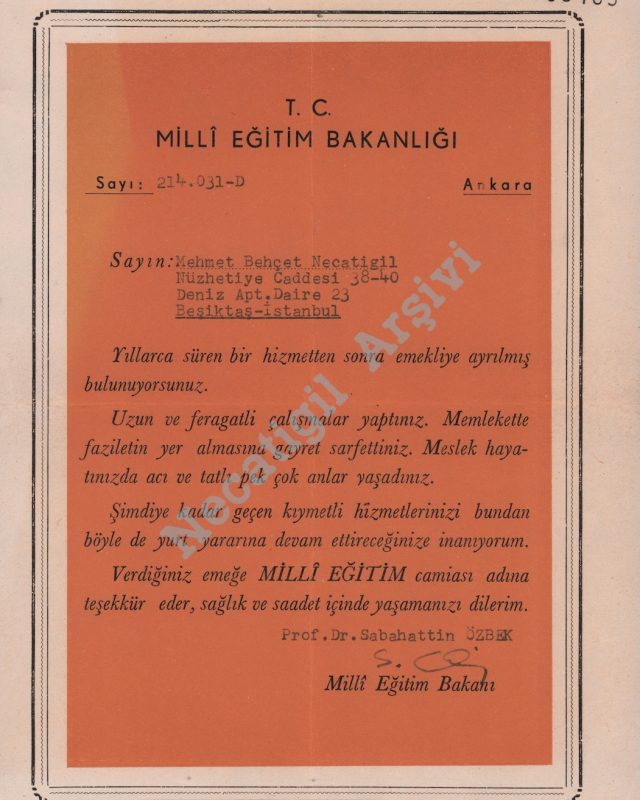 T. C.
MİLLÎ EĞİTİM BAKANLIĞI
Sayı: 214.031-D Ankara
Sayın: Mehmet Behçet Necatigil
Nüzhetiye Caddesi 38-40
Deniz Apt.Daire 23
Beşiktaş-İstanbul
Yıllarca süren bir hizmetten sonra emekliye ayrılmış
bulunuyorsunuz.
Uzun ve feragatli çalışmalar yaptınız. Memlekette
faziletin yer almasına gayret sarfettiniz. Meslek haya-
tınızda acı ve tatlı pek çok anlar yaşadınız.
Şimdiye kadar geçen kıymetli hizmetlerinizi bundan
böyle de yurt yararına devam ettireceğinize inanıyorum.
Verdiğiniz emeğe MİLLÎ EĞİTİM camiası adına
teşekkür eder, sağlık ve saadet içinde yaşamanızı dilerim.
Prof.Dr.Sabahattin ÖZBEK
Millî Eğitim Bakanı
Necatigil Arşivi